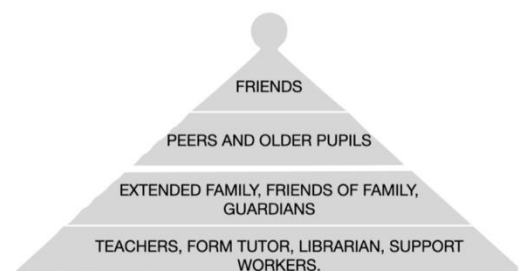 FRIENDS
PEERS AND OLDER PUPILS
EXTENDED FAMILY, FRIENDS OF FAMILY,
GUARDIANS
TEACHERS, FORM TUTOR, LIBRARIAN, SUPPORT
WORKERS.